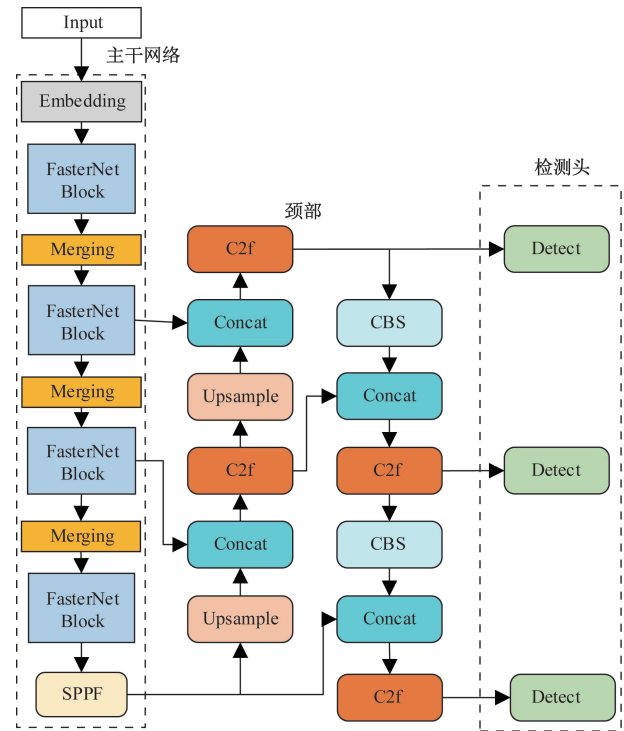 Input
主干网络
Embedding
FasterNet
Block
Merging
FasterNet
Block
Merging
FasterNet
Block
Merging
FasterNet
Block
SPPF
颈部
C2f
Concat
Upsample
C2f
Concat
Upsample
CBS
Concat
C2f
CBS
Concat
C2f
检测头
Detect
Detect
Detect